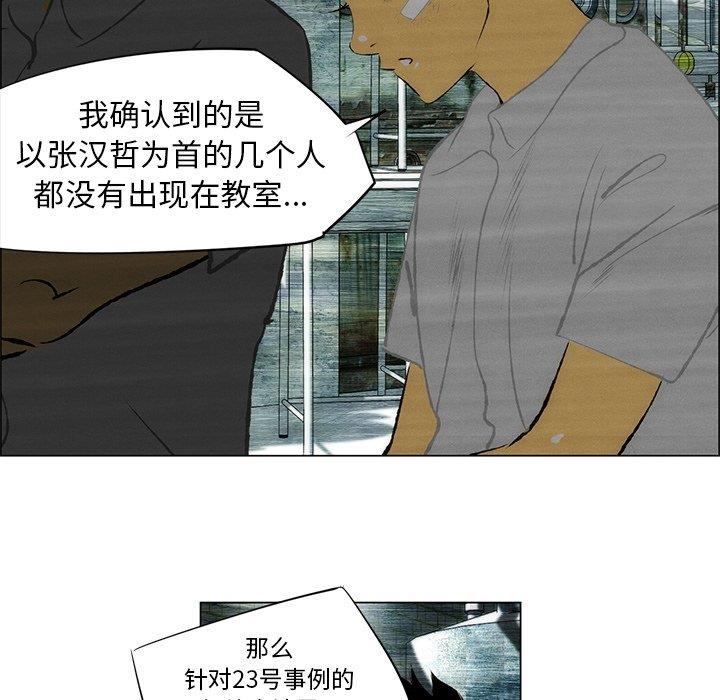 我确认到的是
以张汉哲为首的几个人
都没有出现在教室...
那么
针对23号事例的